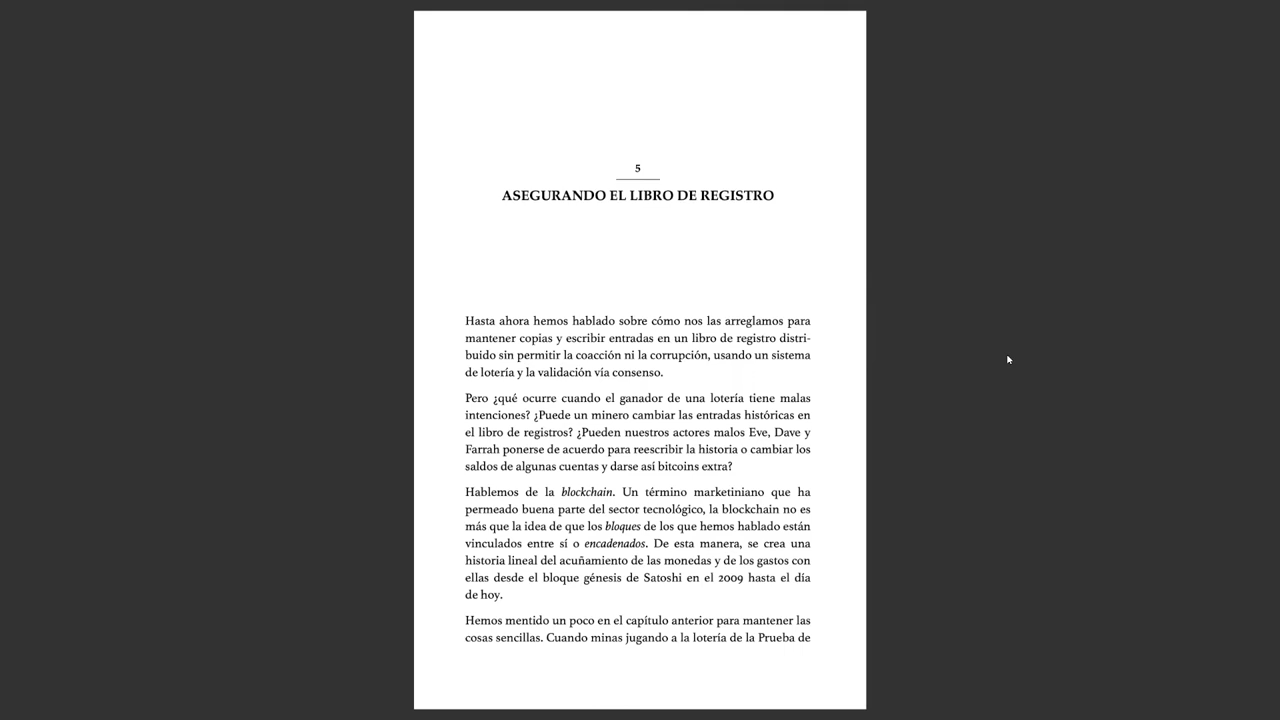 5
ASEGURANDO EL LIBRO DE REGISTRO
Hasta ahora hemos hablado sobre cómo nos las arreglamos para
mantener copias y escribir entradas en un libro de registro distri-
buido sin permitir la coacción ni la corrupción, usando un sistema
de lotería y la validación vía consenso.
Pero ¿qué ocurre cuando el ganador de una lotería tiene malas
intenciones? ¿Puede un minero cambiar las entradas históricas en
el libro de registros? ¿Pueden nuestros actores malos Eve, Dave y
Farrah ponerse de acuerdo para reescribir la historia o cambiar los
saldos de algunas cuentas y darse así bitcoins extra?
Hablemos de la blockchain. Un término marketiniano que ha
permeado buena parte del sector tecnológico, la blockchain no es
más que la idea de que los bloques de los que hemos hablado están
vinculados entre sí o encadenados. De esta manera, se crea una
historia lineal del acuñamiento de las monedas y de los gastos con
ellas desde el bloque génesis de Satoshi en el 2009 hasta el día
de hoy.
Hemos mentido un poco en el capítulo anterior para mantener las
cosas sencillas. Cuando minas jugando a la lotería de la Prueba de